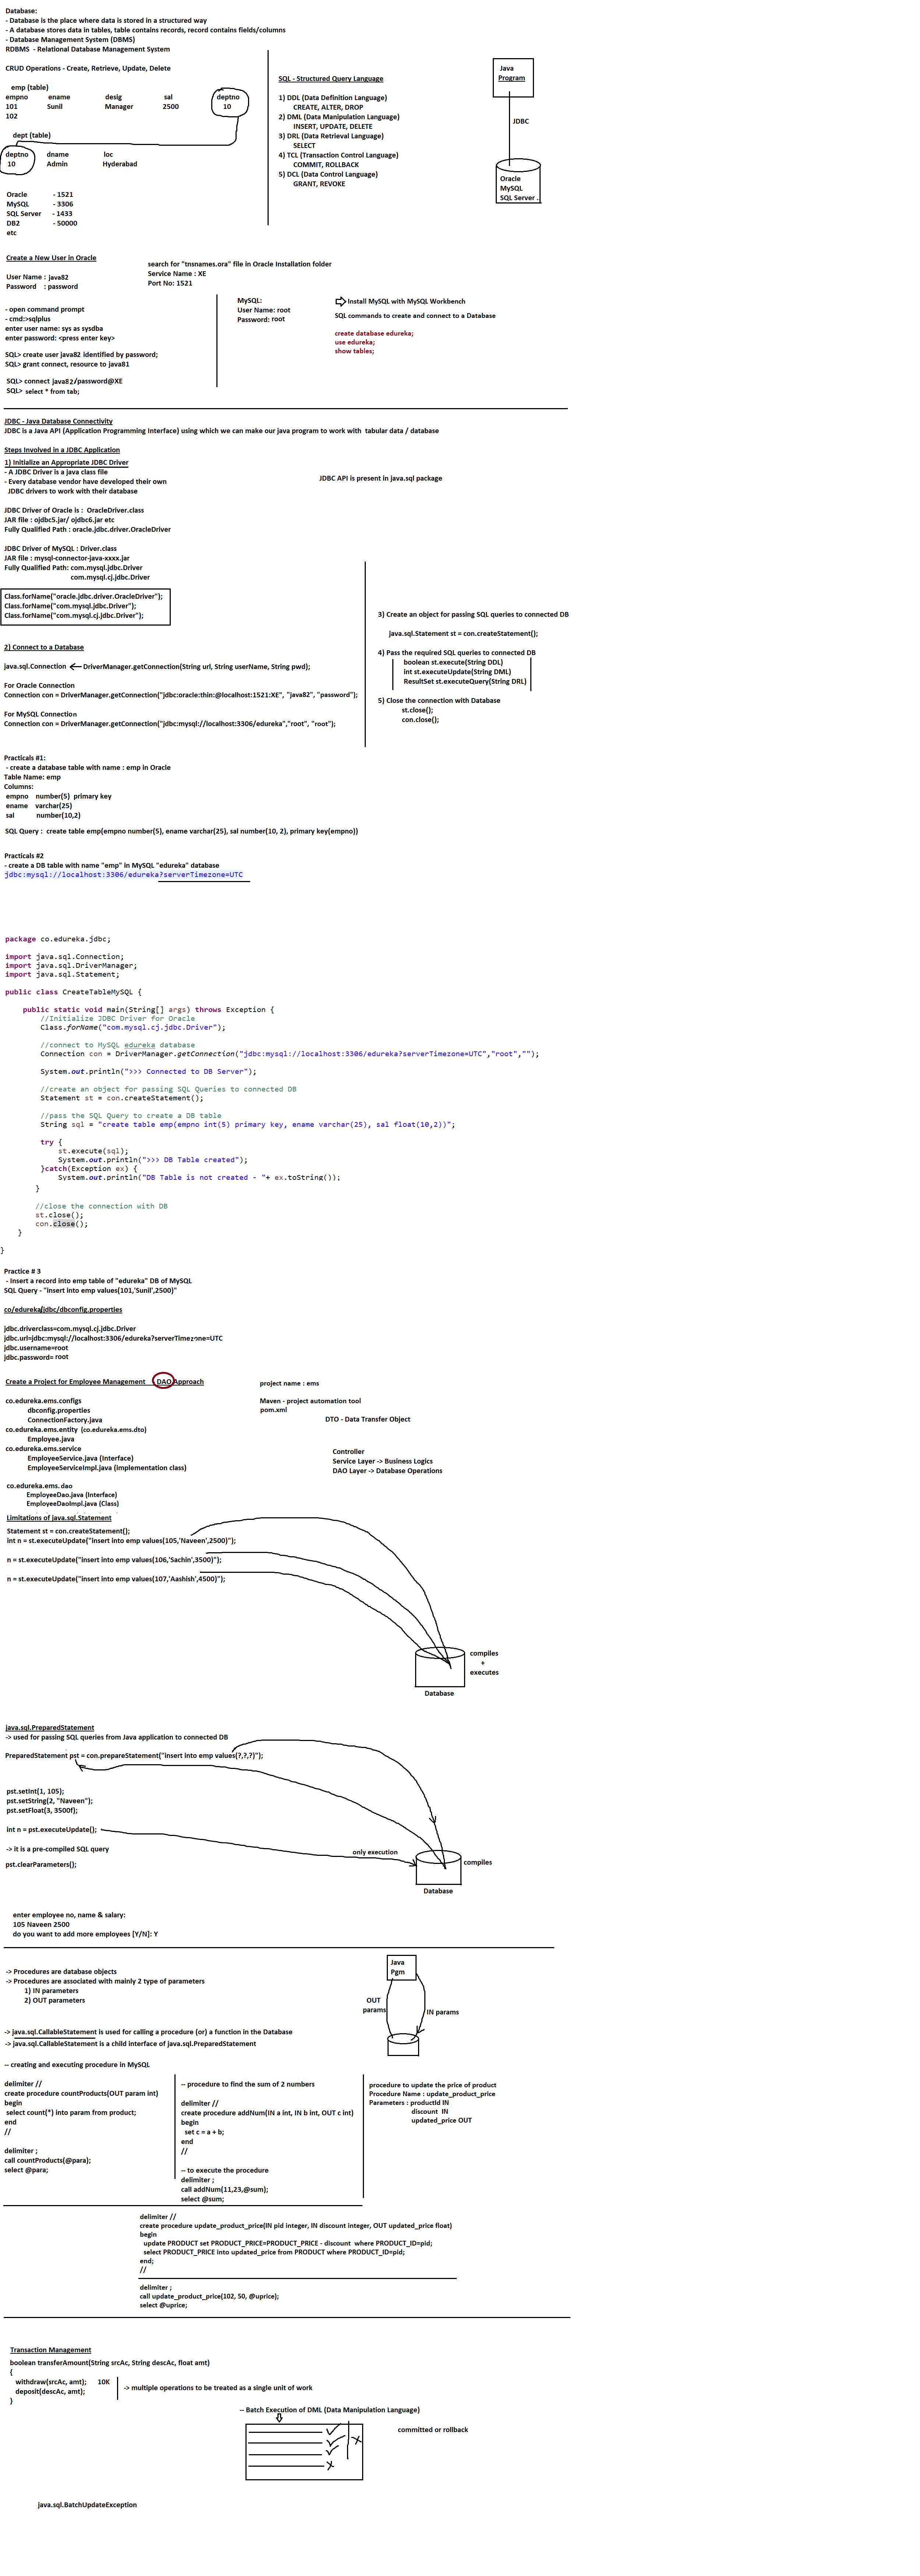 Database:
- Database is the place where data is stored in a structured way
- A database stores data in tables, table contains records, record contains fields/columns
- Database Management System (DBMS)
RDBMS - Relational Database Management System
CRUD Operations - Create, Retrieve, Update, Delete
emp (table)
empno ename desig sal deptno
101 Sunil Manager 2500 10
102
dept (table)
deptno dname loc
10 Admin Hyderabad
Oracle - 1521
MySQL - 3306
SQL Server - 1433
DB2 - 50000
etc
SQL - Structured Query Language
1) DDL (Data Definition Language)
CREATE, ALTER, DROP
2) DML (Data Manipulation Language)
INSERT, UPDATE, DELETE
3) DRL (Data Retrieval Language)
SELECT
4) TCL (Transaction Control Language)
COMMIT, ROLLBACK
5) DCL (Data Control Language)
GRANT, REVOKE
Java
Program
JDBC
Oracle
MySQL
SQL Server .
Create a New User in Oracle
User Name : java82
Password : password
search for "tnsnames.ora" file in Oracle Installation folder
Service Name : XE
Port No: 1521
- open command prompt
- cmd:>sqlplus
enter user name: sys as sysdba
enter password: <press enter key>
SQL> create user java82 identified by password;
SQL> grant connect, resource to java81
SQL> connect java82/password@XE
SQL> select * from tab;
MySQL:
User Name: root
Password: root
Install MySQL with MySQL Workbench
SQL commands to create and connect to a Database
create database edureka;
use edureka;
show tables;
JDBC - Java Database Connectivity
JDBC is a Java API (Application Programming Interface) using which we can make our java program to work with tabular data / database
Steps Involved in a JDBC Application
1) Initialize an Appropriate JDBC Driver
- A JDBC Driver is a java class file
- Every database vendor have developed their own
JDBC drivers to work with their database
JDBC API is present in java.sql package
JDBC Driver of Oracle is : OracleDriver.class
JAR file : ojdbc5.jar/ ojdbc6.jar etc
Fully Qualified Path : oracle.jdbc.driver.OracleDriver
JDBC Driver of MySQL : Driver.class
JAR file : mysql-connector-java-xxxx.jar
Fully Qualified Path: com.mysql.jdbc.Driver
com.mysql.cj.jdbc.Driver
Class.forName("oracle.jdbc.driver.OracleDriver");
Class.forName("com.mysql.jdbc.Driver");
Class.forName("com.mysql.cj.jdbc.Driver");
2) Connect to a Database
java.sql.Connection DriverManager.getConnection(String url, String userName, String pwd);
For Oracle Connection
Connection con = DriverManager.getConnection("jdbc:oracle:thin:@localhost:1521:XE", "java82", "password");
For MySQL Connection
Connection con = DriverManager.getConnection("jdbc:mysql://localhost:3306/edureka","root", "root");
3) Create an object for passing SQL queries to connected DB
java.sql.Statement st = con.createStatement();
4) Pass the required SQL queries to connected DB
boolean st.execute(String DDL)
int st.executeUpdate(String DML)
ResultSet st.executeQuery(String DRL)
5) Close the connection with Database
st.close();
con.close();
Practicals #1:
- create a database table with name : emp in Oracle
Table Name: emp
Columns:
empno number(5) primary key
ename varchar(25)
sal number(10,2)
SQL Query : create table emp(empno number(5), ename varchar(25), sal number(10, 2), primary key(empno))
Practicals #2
- create a DB table with name "emp" in MySQL "edureka" database
jdbc:mysql://localhost:3306/edureka?serverTimezone=UTC
package co.edureka.jdbc;
import java.sql.Connection;
import java.sql.DriverManager;
import java.sql.Statement;
public class CreateTableMySQL {
public static void main(String[] args) throws Exception {
//Initialize JDBC Driver for Oracle
Class.forName("com.mysql.cj.jdbc.Driver");
//connect to MySQL edureka database
Connection con = DriverManager.getConnection("jdbc:mysql://localhost:3306/edureka?serverTimezone=UTC","root","");
System.out.println(">>> Connected to DB Server");
//create an object for passing SQL Queries to connected DB
Statement st = con.createStatement();
//pass the SQL Query to create a DB table
String sql = "create table emp(empno int(5) primary key, ename varchar(25), sal float(10,2))";
try {
st.execute(sql);
System.out.println(">>> DB Table created");
}catch(Exception ex) {
System.out.println("DB Table is not created - "+ ex.toString());
}
//close the connection with DB
st.close();
con.close();
}
}
Practice # 3
- Insert a record into emp table of "edureka" DB of MySQL
SQL Query - "insert into emp values(101,'Sunil',2500)"
co/edureka/jdbc/dbconfig.properties
jdbc.driverclass=com.mysql.cj.jdbc.Driver
jdbc.url=jdbc:mysql://localhost:3306/edureka?serverTimezone=UTC
jdbc.username=root
jdbc.password= root
Create a Project for Employee Management DAO Approach
project name : ems
co.edureka.ems.configs
dbconfig.properties
ConnectionFactory.java
co.edureka.ems.entity (co.edureka.ems.dto)
Employee.java
co.edureka.ems.service
EmployeeService.java (Interface)
EmployeeServiceImpl.java (implementation class)
co.edureka.ems.dao
EmployeeDao.java (Interface)
EmployeeDaoImpl.java (Class)
Maven - project automation tool
pom.xml
DTO - Data Transfer Object
Controller
Service Layer -> Business Logics
DAO Layer -> Database Operations
Limitations of java.sql.Statement
Statement st = con.createStatement();
int n = st.executeUpdate("insert into emp values(105,'Naveen',2500)");
n = st.executeUpdate("insert into emp values(106,'Sachin',3500)");
n = st.executeUpdate("insert into emp values(107,'Aashish',4500)");
compiles
+
executes
Database
java.sql.PreparedStatement
-> used for passing SQL queries from Java application to connected DB
PreparedStatement pst = con.prepareStatement("insert into emp values(?,?,?)");
pst.setInt(1, 105);
pst.setString(2, "Naveen");
pst.setFloat(3, 3500f);
int n = pst.executeUpdate();
-> it is a pre-compiled SQL query
pst.clearParameters();
only execution
compiles
Database
enter employee no, name & salary:
105 Naveen 2500
do you want to add more employees [Y/N]: Y
-> Procedures are database objects
-> Procedures are associated with mainly 2 type of parameters
1) IN parameters
2) OUT parameters
Java
Pgm
OUT
params
IN params
-> java.sql.CallableStatement is used for calling a procedure (or) a function in the Database
-> java.sql.CallableStatement is a child interface of java.sql.PreparedStatement
-- creating and executing procedure in MySQL
delimiter //
create procedure countProducts(OUT param int)
begin
select count(*) into param from product;
end
//
delimiter ;
call countProducts(@para);
select @para;
-- procedure to find the sum of 2 numbers
delimiter //
create procedure addNum(IN a int, IN b int, OUT c int)
begin
set c = a + b;
end
//
-- to execute the procedure
delimiter ;
call addNum(11,23,@sum);
select @sum;
procedure to update the price of product
Procedure Name : update_product_price
Parameters : productId IN
discount IN
updated_price OUT
delimiter //
create procedure update_product_price(IN pid integer, IN discount integer, OUT updated_price float)
begin
update PRODUCT set PRODUCT_PRICE=PRODUCT_PRICE - discount where PRODUCT_ID=pid;
select PRODUCT_PRICE into updated_price from PRODUCT where PRODUCT_ID=pid;
end;
//
delimiter ;
call update_product_price(102, 50, @uprice);
select @uprice;
Transaction Management
boolean transferAmount(String srcAc, String descAc, float amt)
{
withdraw(srcAc, amt); 10K
deposit(descAc, amt);
}
-> multiple operations to be treated as a single unit of work
-- Batch Execution of DML (Data Manipulation Language)
committed or rollback
java.sql.BatchUpdateException